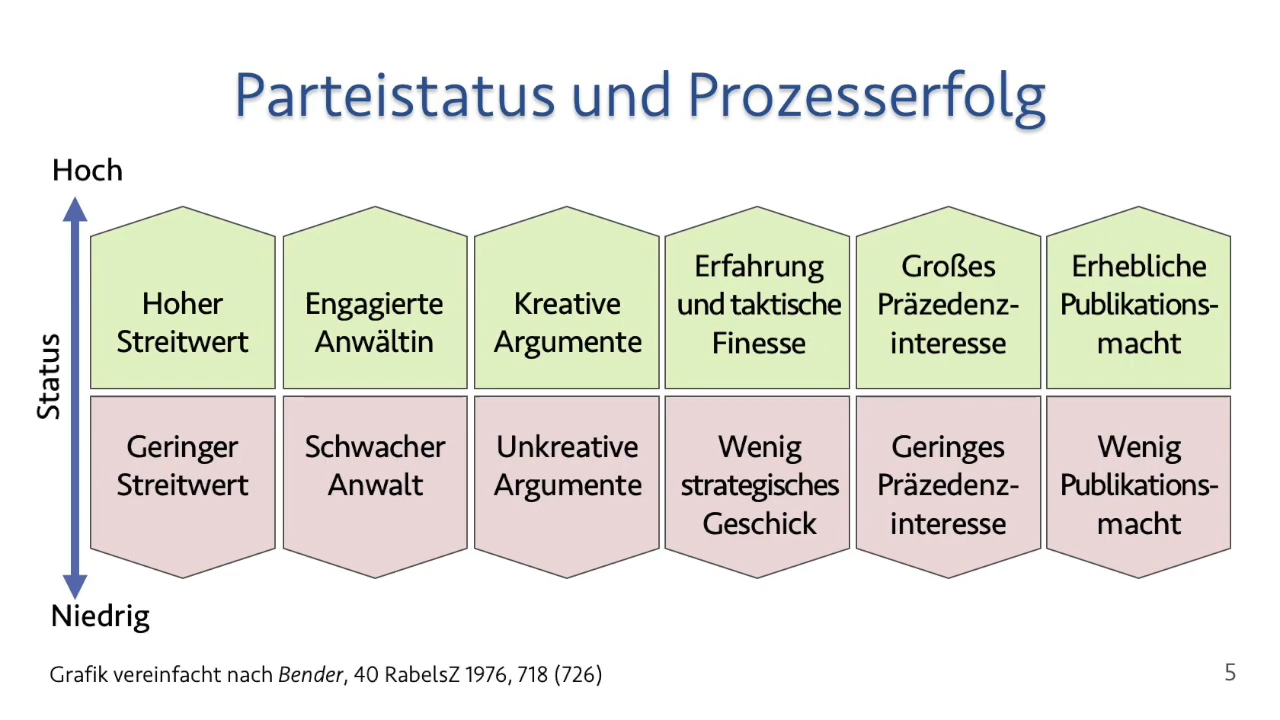 Parteistatus und Prozesserfolg
Hoch
Status
Hoher
Streitwert
Engagierte
Anwältin
Kreative
Argumente
Erfahrung
und taktische
Finesse
Großes
Präzedenz-
interesse
Erhebliche
Publikations-
macht
Geringer
Streitwert
Schwacher
Anwalt
Unkreative
Argumente
Wenig
strategisches
Geschick
Geringes
Präzedenz-
interesse
Wenig
Publikations-
macht
Niedrig
Grafik vereinfacht nach Bender, 40 RabelsZ 1976, 718 (726)
5